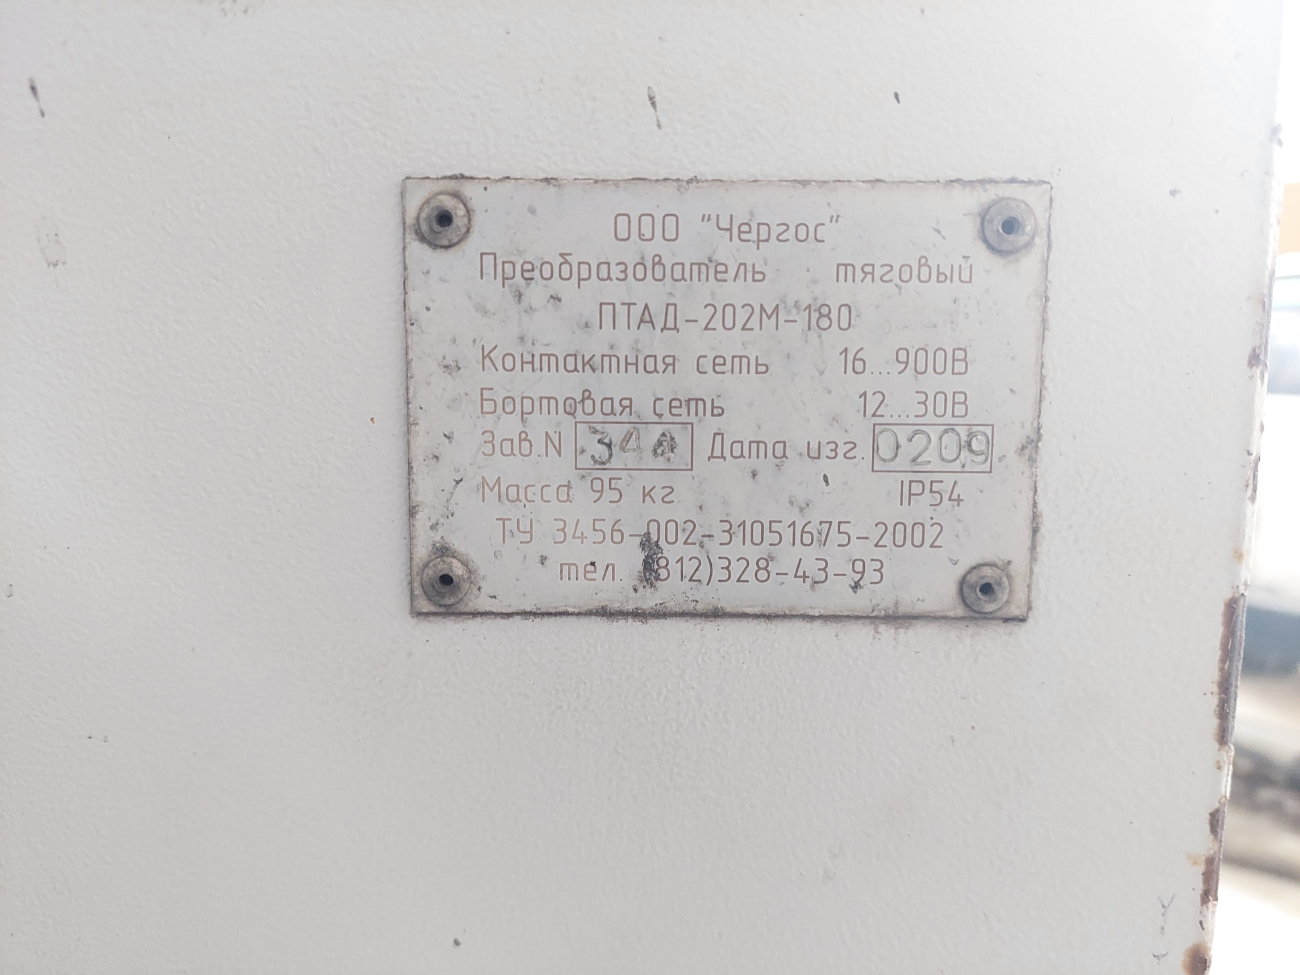 ООО "Чергос"
Преобразователь тяговый
ПТАД-202М-180
Контактная сеть 16...900В
Бортовая сеть 12...30В
Зав.N Дата изг. 0209
Масса 95 кг IP54
ТУ 3456-002-31051675-2002
тел. (812)328-43-93